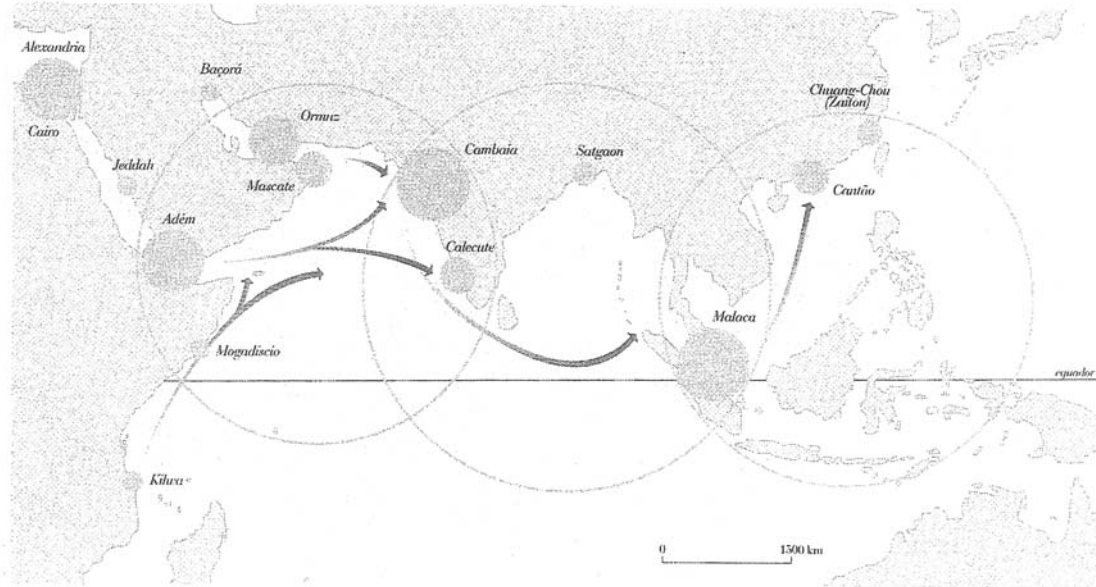 Alexandria
Cairo
Baçorá
Ormuz
Jeddah
Mascate
Adém
Cambaia
Calecute
Satgaon
Chuang-Chou
(Zaiton)
Cantão
Malaca
Mogadiscio
equador
Kilwa
0 1500 km